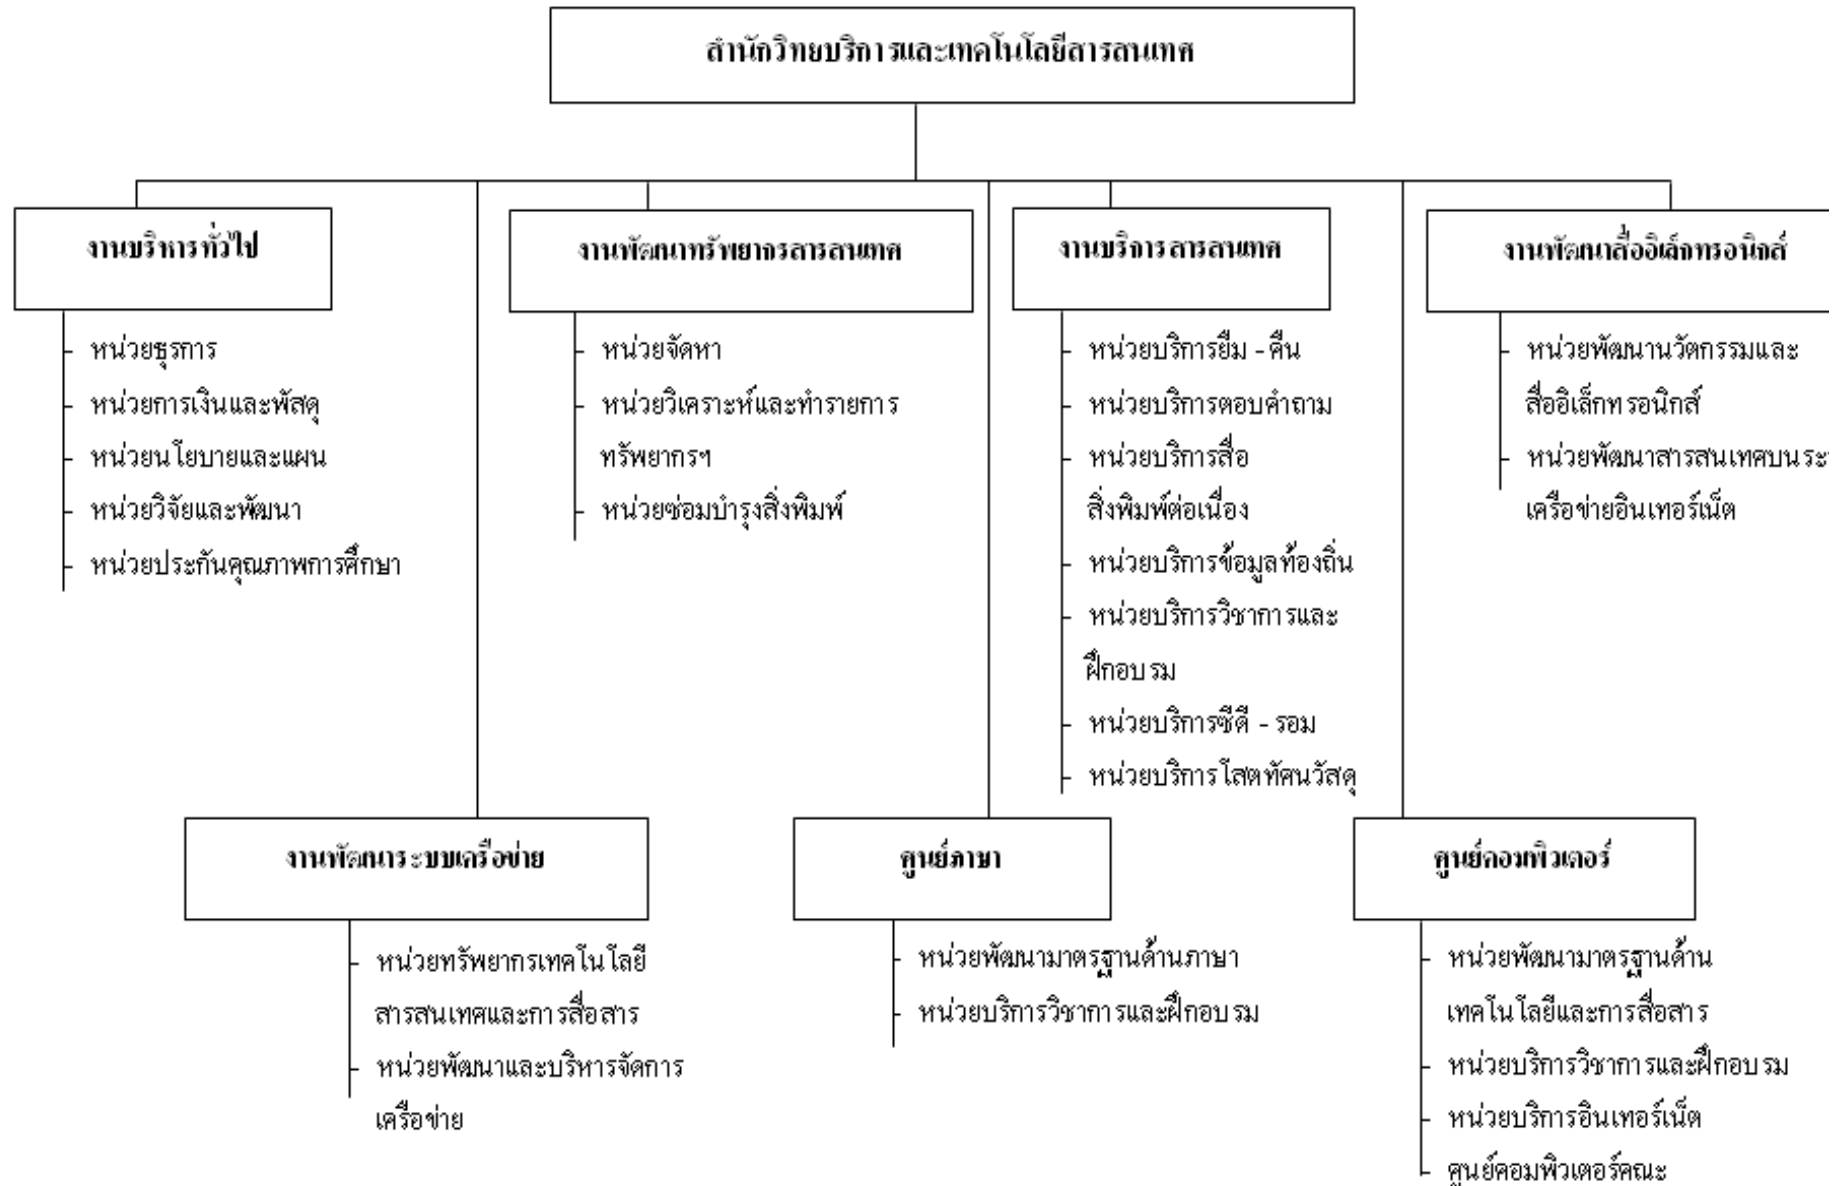 สำนักวิทยบริการและเทคโนโลยีสารสนเทศ
งานบริหารทั่วไป
- หน่วยธุรการ
- หน่วยการเงินและพัสดุ
- หน่วยนโยบายและแผน
- หน่วยวิจัยและพัฒนา
- หน่วยประกันคุณภาพการศึกษา
งานพัฒนาทรัพยากรสารสนเทศ
- หน่วยจัดหา
- หน่วยวิเคราะห์และทำรายการ
ทรัพยากรฯ
- หน่วยซ่อมบำรุงสิ่งพิมพ์
งานบริการสารสนเทศ
- หน่วยบริการยืม - คืน
- หน่วยบริการตอบคำถาม
- หน่วยบริการสื่อ
สิ่งพิมพ์ต่อเนื่อง
- หน่วยบริการข้อมูลท้องถิ่น
- หน่วยบริการวิชาการและ
ฝึกอบรม
- หน่วยบริการซีดี - รอม
- หน่วยบริการโสตทัศนวัสดุ
งานพัฒนาสื่ออิเล็กทรอนิกส์
- หน่วยพัฒนานวัตกรรมและ
สื่ออิเล็กทรอนิกส์
- หน่วยพัฒนาสารสนเทศบน
เครือข่ายอินเทอร์เน็ต
งานพัฒนาระบบเครือข่าย
- หน่วยทรัพยากรเทคโนโลยี
สารสนเทศและการสื่อสาร
- หน่วยพัฒนาและบริหารจัดการ
เครือข่าย
ศูนย์ภาษา
- หน่วยพัฒนามาตรฐานด้านภาษา
- หน่วยบริการวิชาการและฝึกอบรม
ศูนย์คอมพิวเตอร์
- หน่วยพัฒนามาตรฐานด้าน
เทคโนโลยีและการสื่อสาร
- หน่วยบริการวิชาการและฝึกอบรม
- หน่วยบริการอินเทอร์เน็ต
- ศูนย์คอมพิวเตอร์คณะ